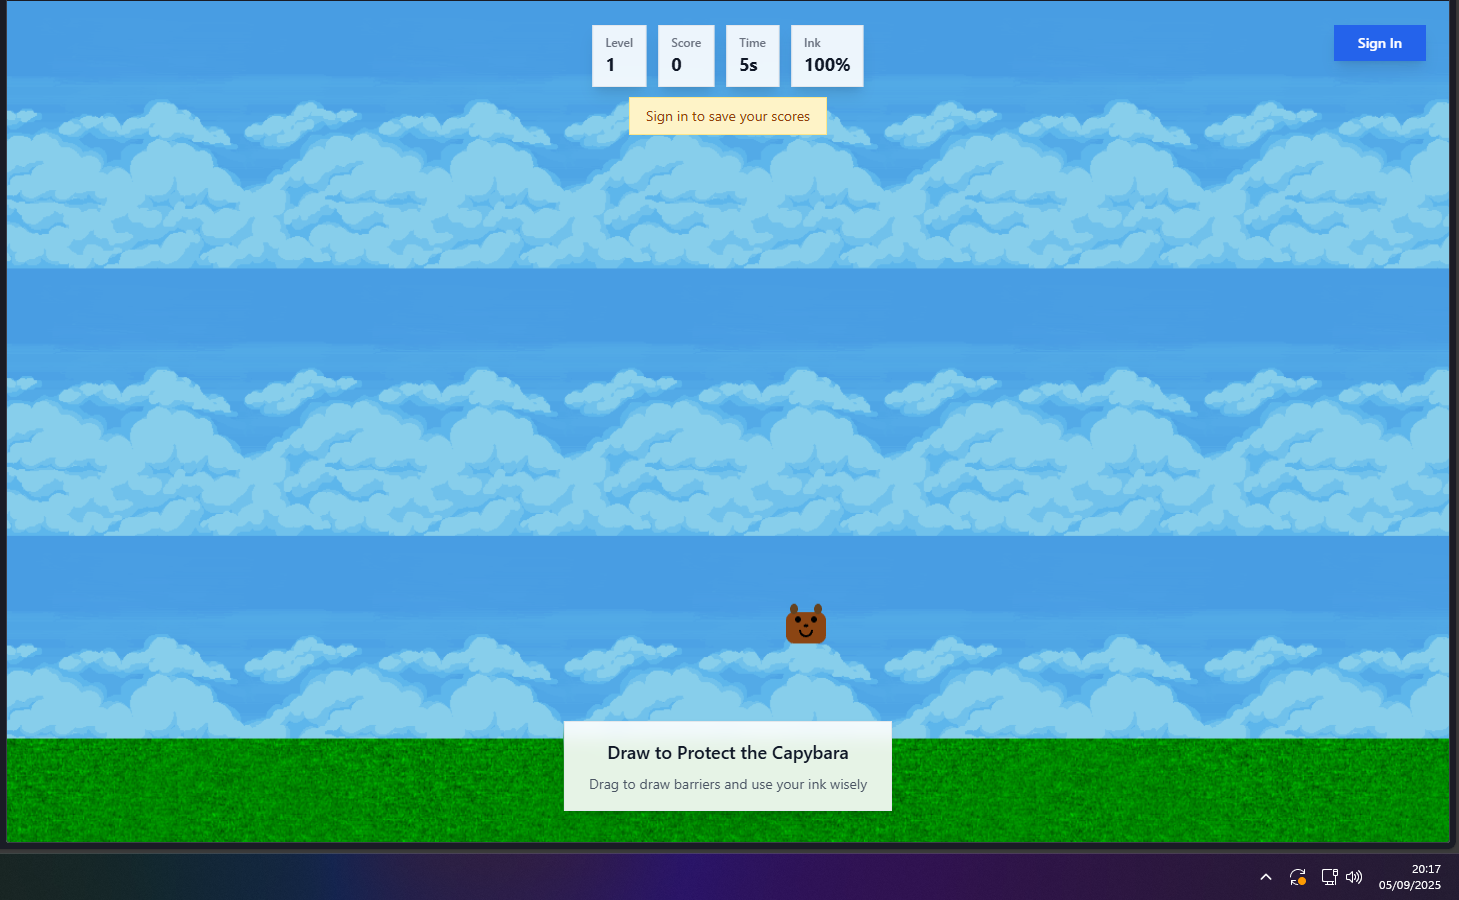 Level
1
Score
0
Time
5s
Ink
100%
Sign In
Sign in to save your scores
Draw to Protect the Capybara
Drag to draw barriers and use your ink wisely
20:17
05/09/2025